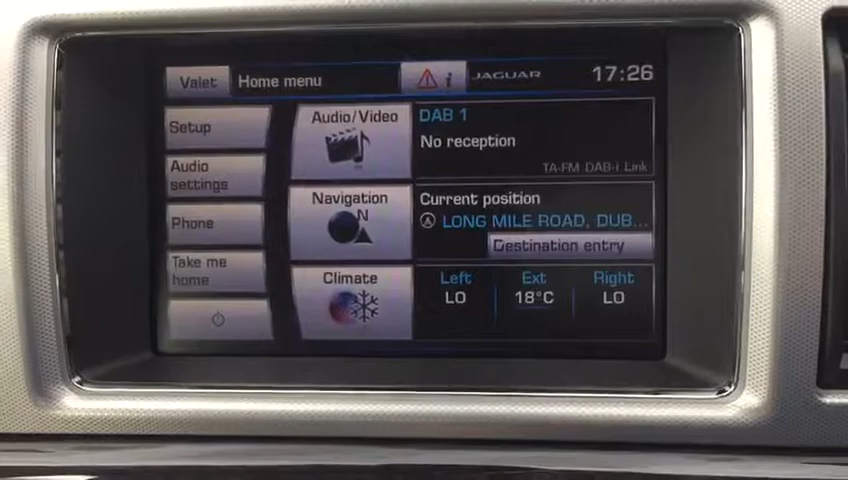 Valet
Home menu
i
JAGUAR
17:26
Setup
Audio
settings
Phone
Take me
home
Audio/Video
DAB 1
No reception
TA-FM DAB-i Link
Navigation
N
Current position
LONG MILE ROAD, DUB...
Destination entry
Climate
Left
LO
Ext
18°C
Right
LO